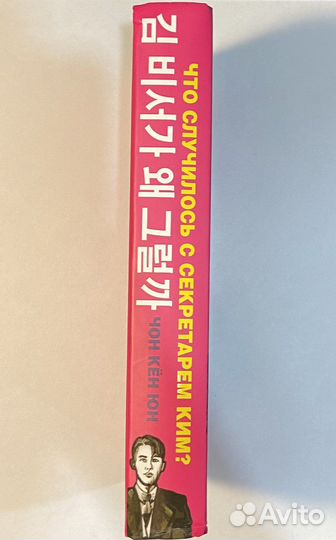 ЧТО СЛУЧИЛОСЬ С СЕКРЕТАРЕМ КИМ?
김 비서가 왜 그럴까
ЧОН КЁН ЮН
Avito